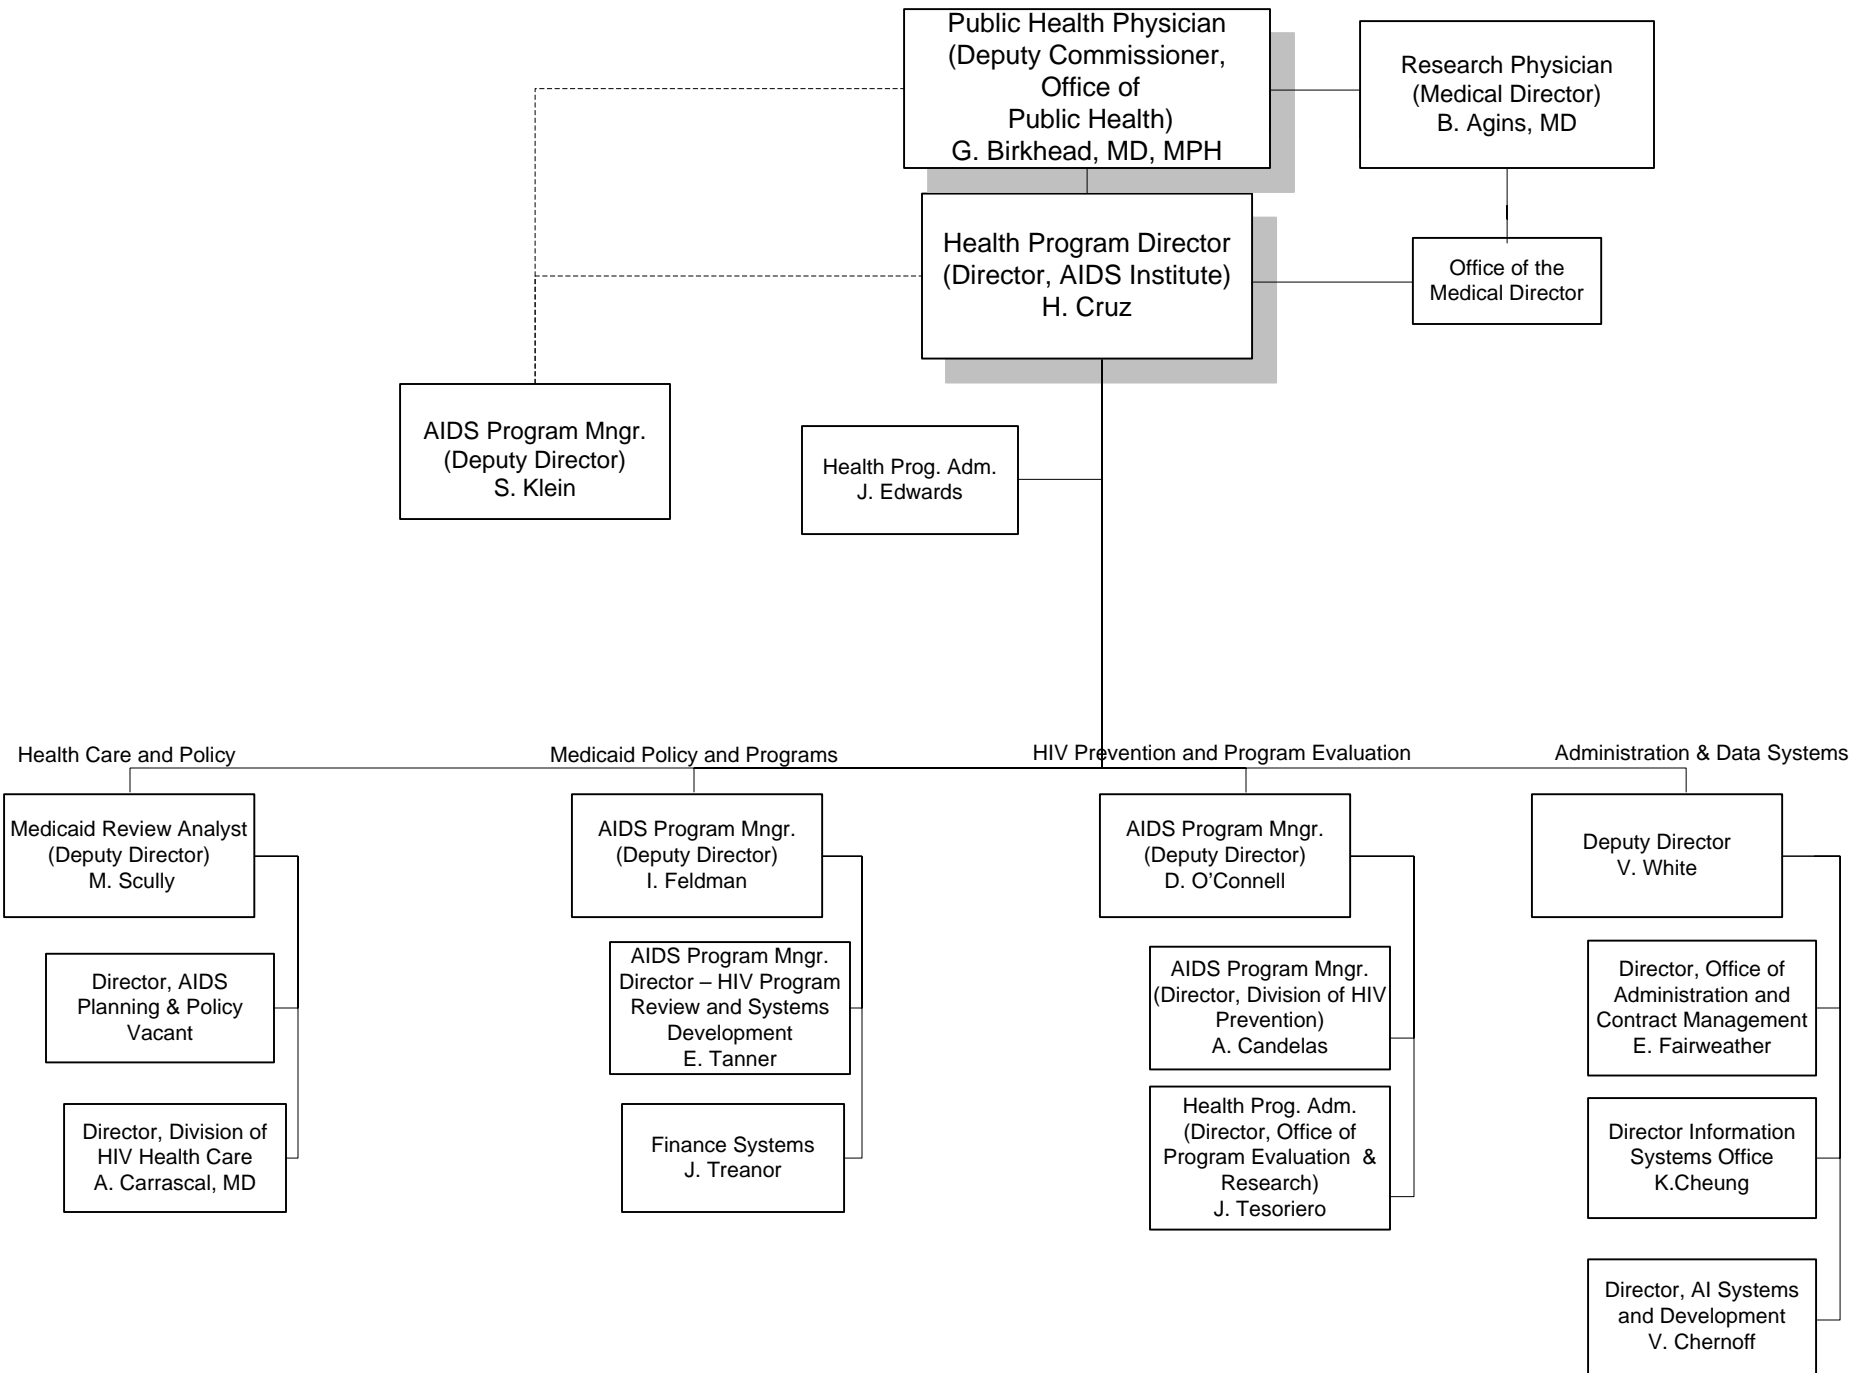 Public Health Physician
(Deputy Commissioner,
Office of
Public Health)
G. Birkhead, MD, MPH
Research Physician
(Medical Director)
B. Agins, MD
Health Program Director
(Director, AIDS Institute)
H. Cruz
Office of the
Medical Director
AIDS Program Mngr.
(Deputy Director)
S. Klein
Health Prog. Adm.
J. Edwards
Health Care and Policy
Medicaid Policy and Programs
HIV Prevention and Program Evaluation
Administration & Data Systems
Medicaid Review Analyst
(Deputy Director)
M. Scully
AIDS Program Mngr.
(Deputy Director)
I. Feldman
AIDS Program Mngr.
(Deputy Director)
D. O’Connell
Deputy Director
V. White
Director, AIDS
Planning & Policy
Vacant
AIDS Program Mngr.
Director – HIV Program
Review and Systems
Development
E. Tanner
AIDS Program Mngr.
(Director, Division of HIV
Prevention)
A. Candelas
Director, Office of
Administration and
Contract Management
E. Fairweather
Director, Division of
HIV Health Care
A. Carrascal, MD
Finance Systems
J. Treanor
Health Prog. Adm.
(Director, Office of
Program Evaluation &
Research)
J. Tesoriero
Director Information
Systems Office
K.Cheung
Director, AI Systems
and Development
V. Chernoff